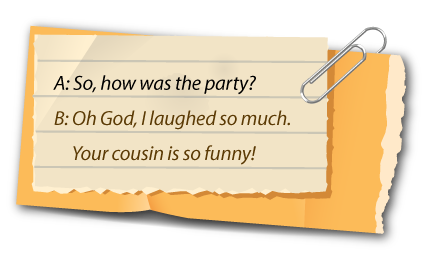 A: So, how was the party?
B: Oh God, I laughed so much.
Your cousin is so funny!